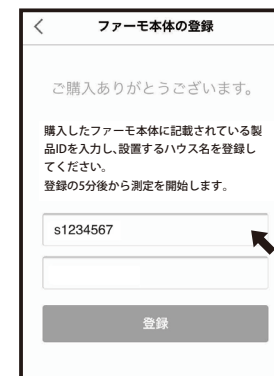 ファーモ本体の登録
ご購入ありがとうございます。
購入したファーモ本体に記載されている製
品IDを入力し、設置するハウス名を登録し
てください。
登録の5分後から測定を開始します。
s1234567
登録